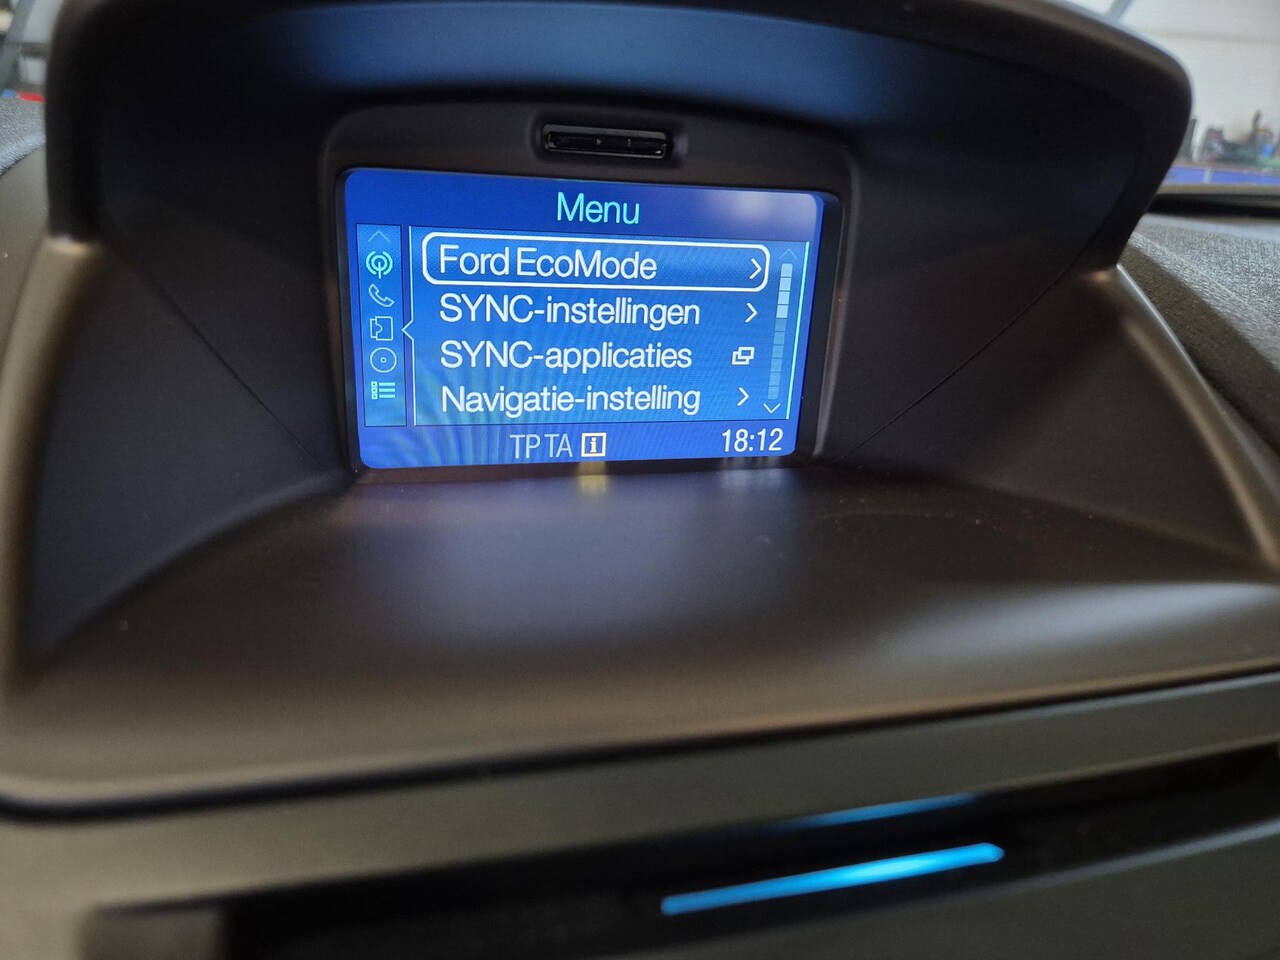 Menu
Ford EcoMode
SYNC-instellingen
SYNC-applicaties
Navigatie-instelling
TP TA i 18:12